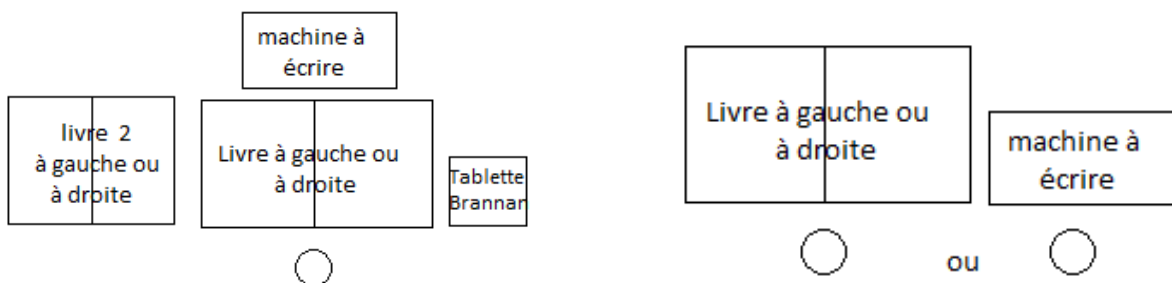 machine à
écrire
livre 2
à gauche ou
à droite
Livre à gauche ou
à droite
Tablette
Brannan
Livre à gauche ou
à droite
machine à
écrire
ou